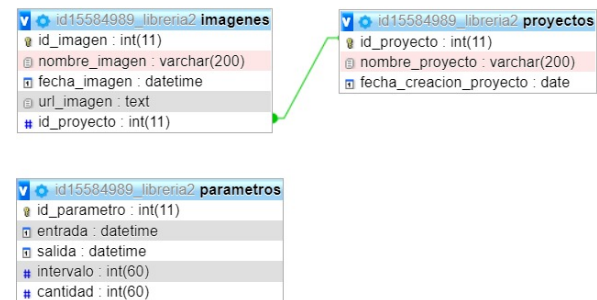 id15584989_libreria2 imagenes
id_imagen : int(11)
nombre_imagen : varchar(200)
fecha_imagen : datetime
url_imagen : text
# id_proyecto : int(11)
id15584989_libreria2 proyectos
id_proyecto : int(11)
nombre_proyecto : varchar(200)
fecha_creacion_proyecto : date
id15584989_libreria2 parametros
id_parametro : int(11)
entrada : datetime
salida : datetime
# intervalo : int(60)
# cantidad : int(60)